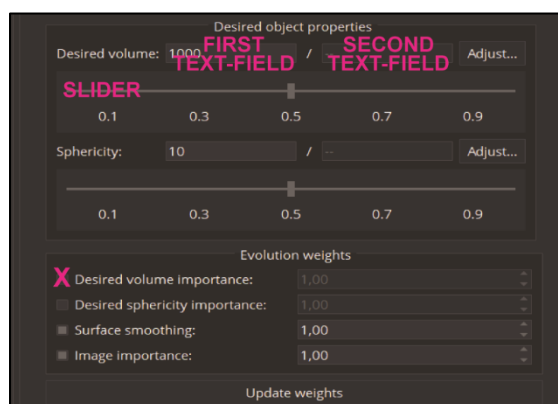 Desired object properties
Desired volume: 1000 / -- Adjust...
FIRST TEXT-FIELD
SECOND TEXT-FIELD
SLIDER
0.1 0.3 0.5 0.7 0.9
Sphericity: 10 / -- Adjust...
0.1 0.3 0.5 0.7 0.9
Evolution weights
X Desired volume importance: 1,00
Desired sphericity importance: 1,00
Surface smoothing: 1,00
Image importance: 1,00
Update weights